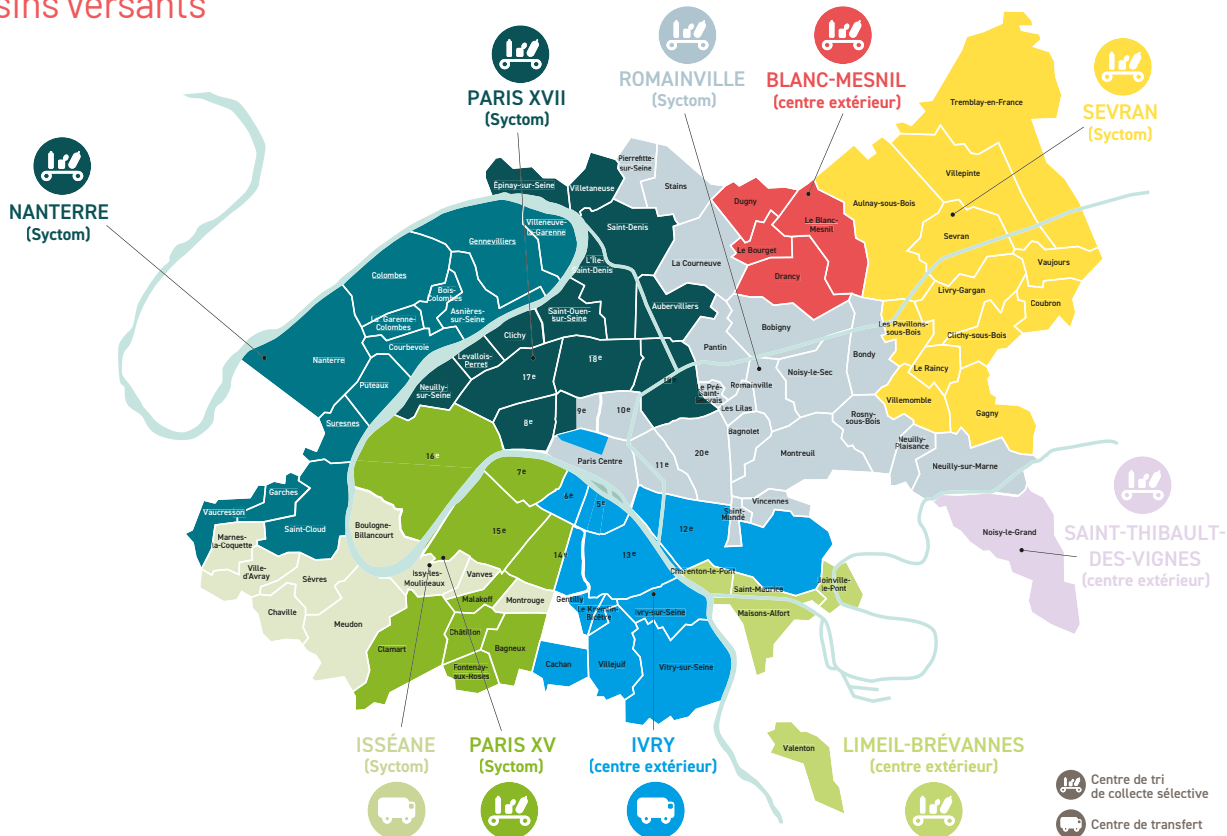 sins versants
NANTERRE
(Syctom)
PARIS XVII
(Syctom)
ROMAINVILLE
(Syctom)
BLANC-MESNIL
(centre extérieur)
SEVRAN
(Syctom)
Tremblay-en-France
Villepinte
Aulnay-sous-Bois
Sevran
Vaujours
Livry-Gargan
Coubron
Clichy-sous-Bois
Les Pavillons-
sous-Bois
Le Raincy
Villemomble
Gagny
Dugny
Le Blanc-
Mesnil
Le Bourget
Drancy
Pierrefitte-
sur-Seine
Stains
La Courneuve
Bobigny
Pantin
Bondy
Noisy-le-Sec
Romainville
Le Pré-
Saint-
Gervais
Les Lilas
Bagnolet
Montreuil
Rosny-
sous-Bois
Neuilly-
Plaisance
Neuilly-sur-Marne
Vincennes
Saint-
Mandé
9e
10e
11e
20e
Paris Centre
Épinay-sur-Seine
Villetaneuse
Saint-Denis
L'Île-
Saint-Denis
Aubervilliers
Saint-Ouen-
sur-Seine
Clichy
Levallois-
Perret
Neuilly-
sur-Seine
17e
18e
19e
8e
Villeneuve-
la-Garenne
Gennevilliers
Colombes
Bois-
Colombes
Asnières-
sur-Seine
La Garenne-
Colombes
Courbevoie
Nanterre
Puteaux
Suresnes
Garches
Vaucresson
Saint-Cloud
Marnes-
la-Coquette
Ville-
d'Avray
Sèvres
Chaville
Meudon
Boulogne-
Billancourt
Issy-les-
Moulineaux
Vanves
Montrouge
16e
7e
15e
14e
Malakoff
Châtillon
Clamart
Bagneux
Fontenay-
aux-Roses
6e
5e
13e
12e
Gentilly
Le Kremlin-
Bicêtre
Ivry-sur-Seine
Cachan
Villejuif
Vitry-sur-Seine
Charenton-le-Pont
Saint-Maurice
Joinville-
le-Pont
Maisons-Alfort
Valenton
Noisy-le-Grand
SAINT-THIBAULT-
DES-VIGNES
(centre extérieur)
ISSÉANE
(Syctom)
PARIS XV
(Syctom)
IVRY
(centre extérieur)
LIMEIL-BRÉVANNES
(centre extérieur)
Centre de tri
de collecte sélective
Centre de transfert